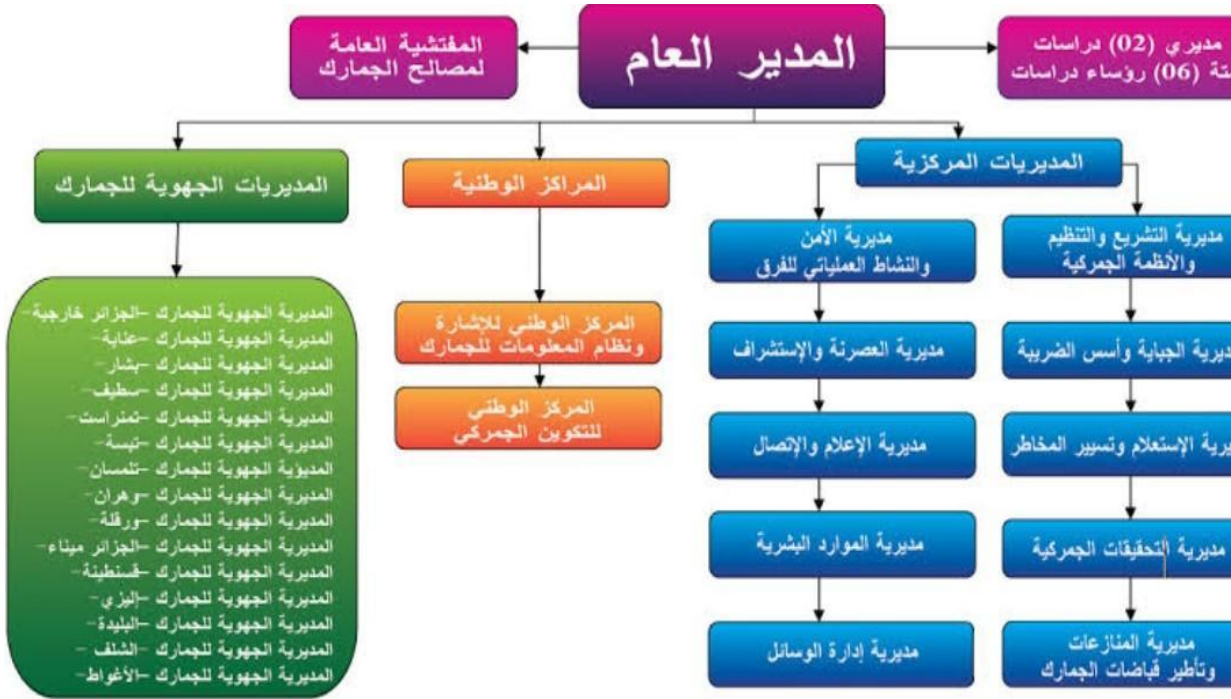 المدير العام
مديري (02) دراسات
ستة (06) رؤساء دراسات
المفتشية العامة
لمصالح الجمارك
المديريات المركزية
المراكز الوطنية
المديريات الجهوية للجمارك
مديرية التشريع والتنظيم
والأنظمة الجمركية
ديرية الجباية وأسس الضريبة
يرية الإستعلام وتسيير المخاطر
مديرية التحقيقات الجمركية
مديرية المنازعات
وتأطير قباضات الجمارك
مديرية الأمن
والنشاط العملياتي للفرق
مديرية العصرنة والإستشراف
مديرية الإعلام والإتصال
مديرية الموارد البشرية
مديرية إدارة الوسائل
المركز الوطني للإشارة
ونظام المعلومات للجمارك
المركز الوطني
للتكوين الجمركي
المديرية الجهوية للجمارك -الجزائر خارجية-
المديرية الجهوية للجمارك -عنابة-
المديرية الجهوية للجمارك -بشار-
المديرية الجهوية للجمارك -سطيف-
المديرية الجهوية للجمارك -تمنراست-
المديرية الجهوية للجمارك -تبسة-
المديؤية الجهوية للجمارك -تلمسان-
المديرية الجهوية للجمارك -وهران-
المديرية الجهوية للجمارك -ورقلة-
المديرية الجهوية للجمارك -الجزائر ميناء-
المديرية الجهوية للجمارك -قسنطينة-
المديرية الجهوية للجمارك -إليزي-
المديرية الجهوية للجمارك -البليدة-
المديرية الجهوية للجمارك -الشلف-
المديرية الجهوية للجمارك -الأغواط-